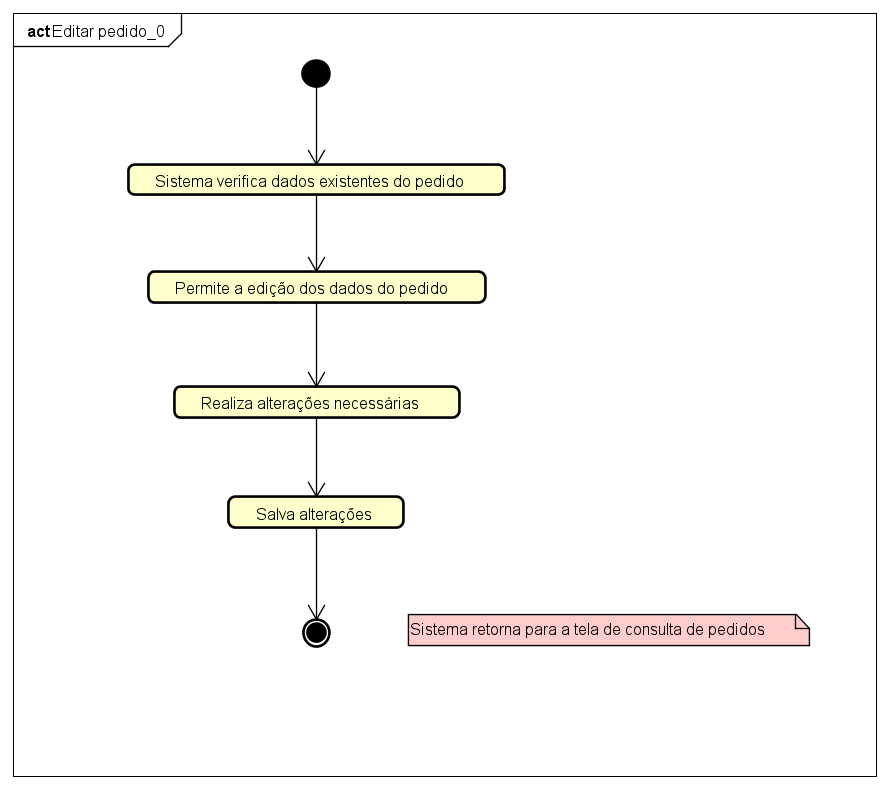 act Editar pedido_0
Sistema verifica dados existentes do pedido
Permite a edição dos dados do pedido
Realiza alterações necessárias
Salva alterações
Sistema retorna para a tela de consulta de pedidos